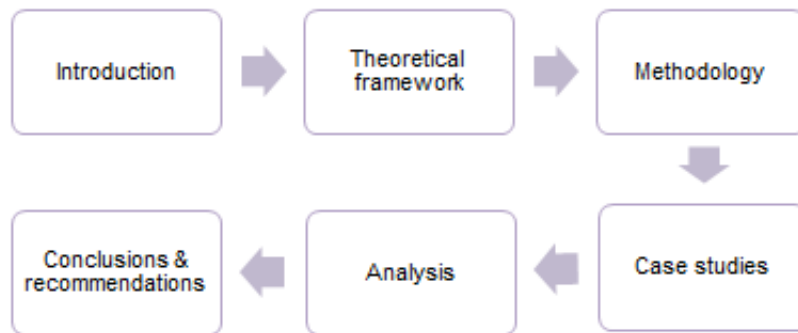 Introduction
Theoretical
framework
Methodology
Case studies
Analysis
Conclusions &
recommendations